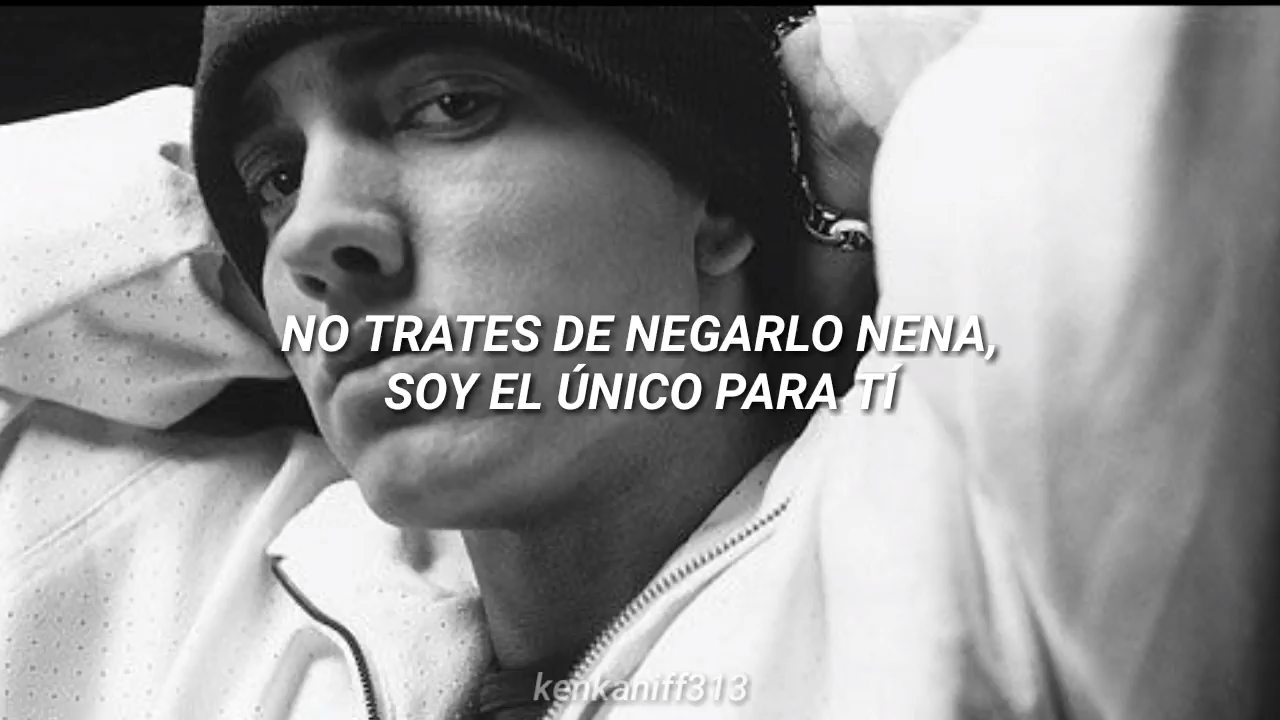 NO TRATES DE NEGARLO NENA,
SOY EL ÚNICO PARA TÍ
kenkaniff313